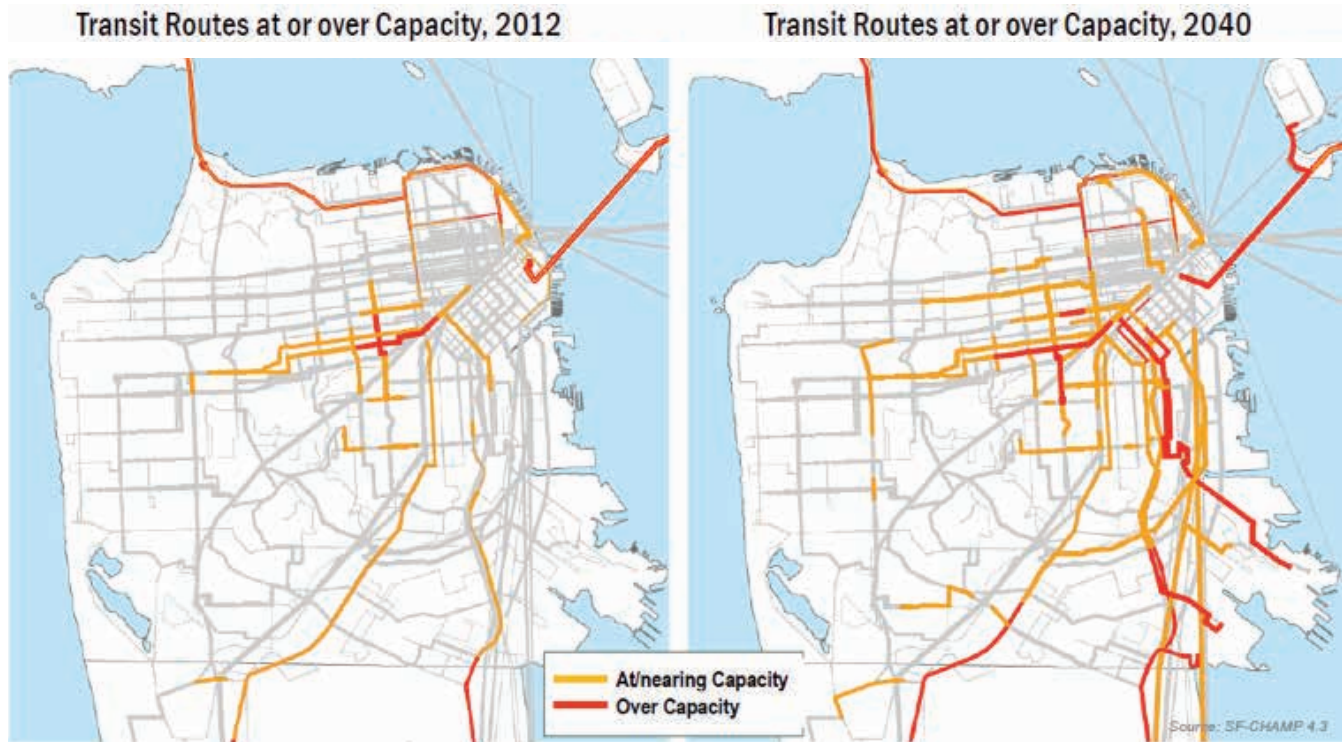 Transit Routes at or over Capacity, 2012
Transit Routes at or over Capacity, 2040
At/nearing Capacity
Over Capacity
Source: SF-CHAMP 4.3